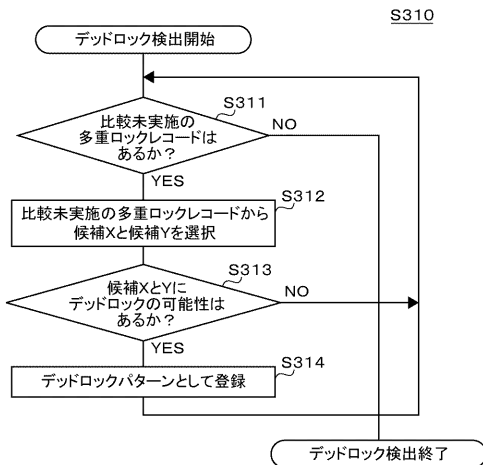 S310
デッドロック検出開始
S311
比較未実施の
多重ロックレコードは
あるか？
NO
YES
S312
比較未実施の多重ロックレコードから
候補XとYを選択
S313
候補XとYに
デッドロックの可能性は
あるか？
NO
YES
S314
デッドロックパターンとして登録
デッドロック検出終了